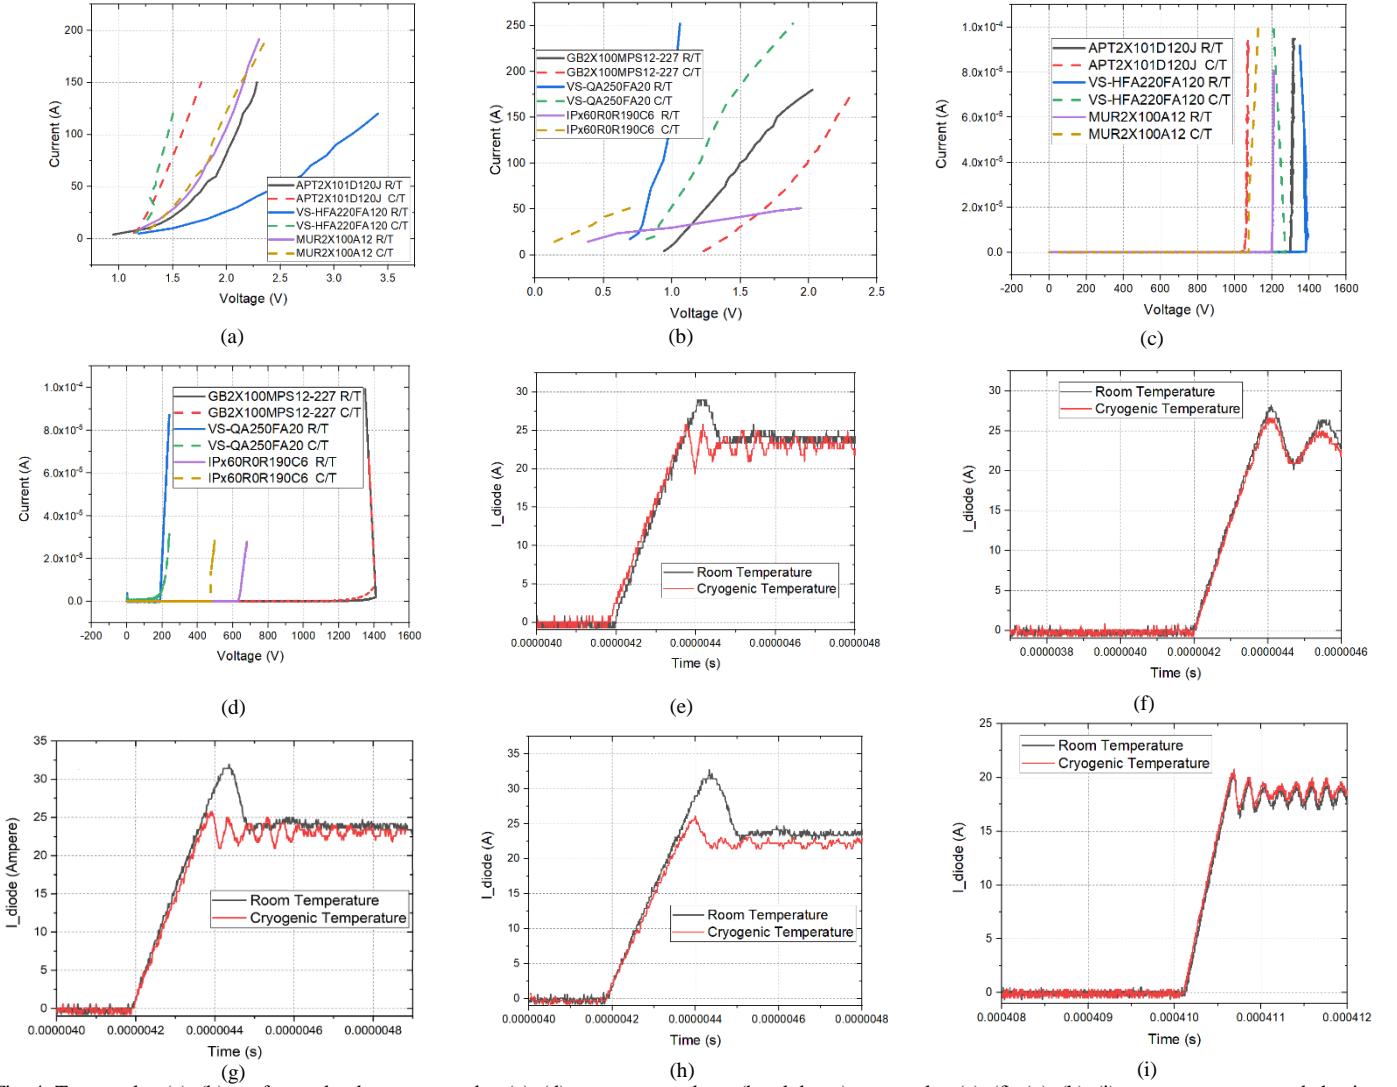 200
150
100
50
0
Current (A)
APT2X101D120J R/T
APT2X101D120J C/T
VS-HFA220FA120 R/T
VS-HFA220FA120 C/T
MUR2X100A12 R/T
MUR2X100A12 C/T
1.0 1.5 2.0 2.5 3.0 3.5
Voltage (V)
(a)
250
200
150
100
50
0
Current (A)
GB2X100MPS12-227 R/T
GB2X100MPS12-227 C/T
VS-QA250FA20 R/T
VS-QA250FA20 C/T
IPx60R0R190C6 R/T
IPx60R0R190C6 C/T
0.0 0.5 1.0 1.5 2.0 2.5
Voltage (V)
(b)
1.0x10⁻⁴
8.0x10⁻⁵
6.0x10⁻⁵
4.0x10⁻⁵
2.0x10⁻⁵
0.0
Current (A)
APT2X101D120J R/T
APT2X101D120J C/T
VS-HFA220FA120 R/T
VS-HFA220FA120 C/T
MUR2X100A12 R/T
MUR2X100A12 C/T
-200 0 200 400 600 800 1000 1200 1400 1600
Voltage (V)
(c)
1.0x10⁻⁴
8.0x10⁻⁵
6.0x10⁻⁵
4.0x10⁻⁵
2.0x10⁻⁵
0.0
Current (A)
GB2X100MPS12-227 R/T
GB2X100MPS12-227 C/T
VS-QA250FA20 R/T
VS-QA250FA20 C/T
IPx60R0R190C6 R/T
IPx60R0R190C6 C/T
-200 0 200 400 600 800 1000 1200 1400 1600
Voltage (V)
(d)
30
25
20
15
10
5
0
I_diode (A)
Room Temperature
Cryogenic Temperature
0.0000040 0.0000042 0.0000044 0.0000046 0.0000048
Time (s)
(e)
30
25
20
15
10
5
0
I_diode (A)
Room Temperature
Cryogenic Temperature
0.0000038 0.0000040 0.0000042 0.0000044 0.0000046
Time (s)
(f)
35
30
25
20
15
10
5
0
I_diode (Ampere)
Room Temperature
Cryogenic Temperature
0.0000040 0.0000042 0.0000044 0.0000046 0.0000048
Time (s)
(g)
35
30
25
20
15
10
5
0
I_diode (A)
Room Temperature
Cryogenic Temperature
0.0000040 0.0000042 0.0000044 0.0000046 0.0000048
Time (s)
(h)
25
20
15
10
5
0
I_diode (A)
Room Temperature
Cryogenic Temperature
0.000408 0.000409 0.000410 0.000411 0.000412
Time (s)
(i)